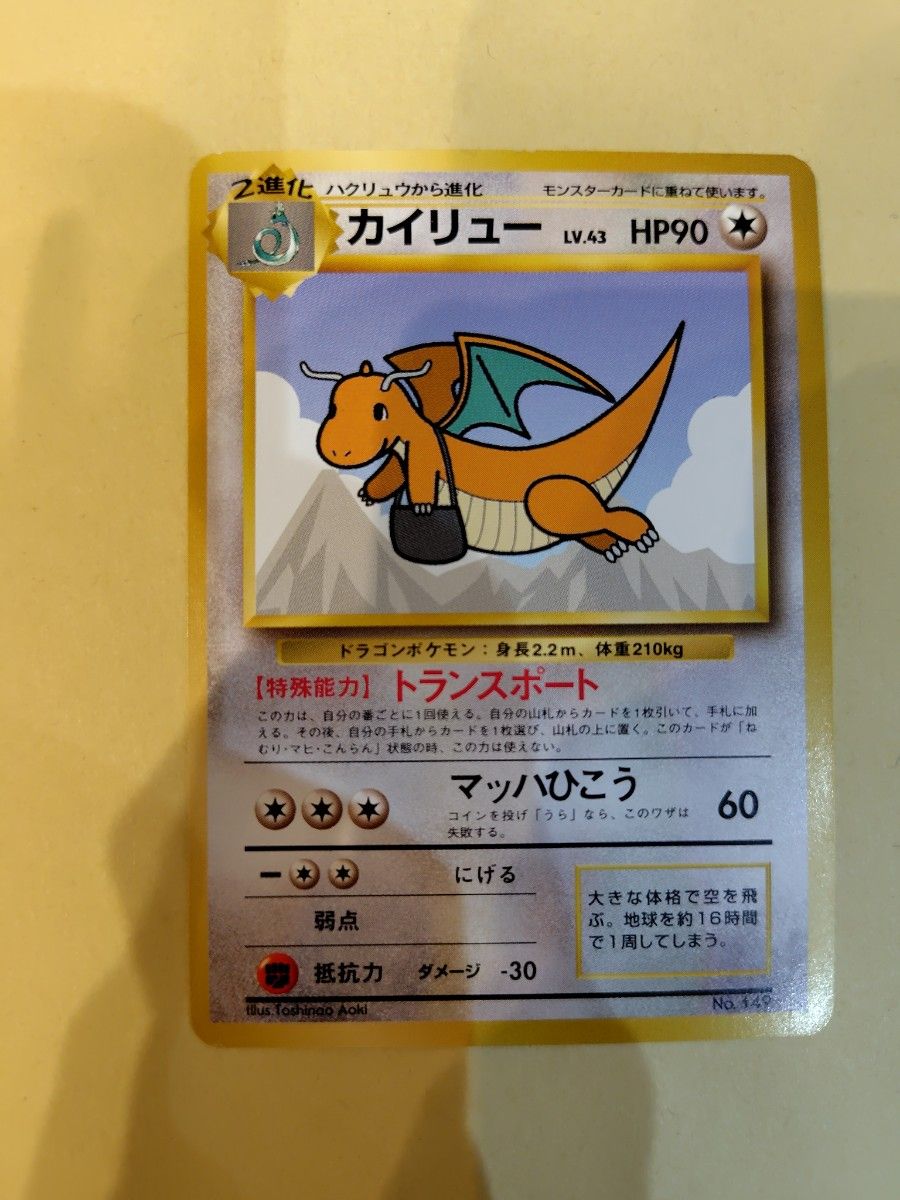 2進化 ハクリュウから進化 モンスターカードに重ねて使います。
カイリュー LV.43 HP90
ドラゴンポケモン：身長2.2m、体重210kg
【特殊能力】 トランスポート
この力は、自分の番ごとに1回使える。自分の山札からカードを1枚引いて、手札に加
える。その後、自分の手札からカードを1枚選び、山札の上に置く。このカードが「ね
むり・マヒ・こんらん」状態の時、この力は使えない。
マッハひこう 60
コインを投げ「うら」なら、このワザは
失敗する。
にげる
弱点
抵抗力 ダメージ -30
大きな体格で空を飛
ぶ。地球を約16時間
で1周してしまう。
Illus.Toshinao Aoki No. 149